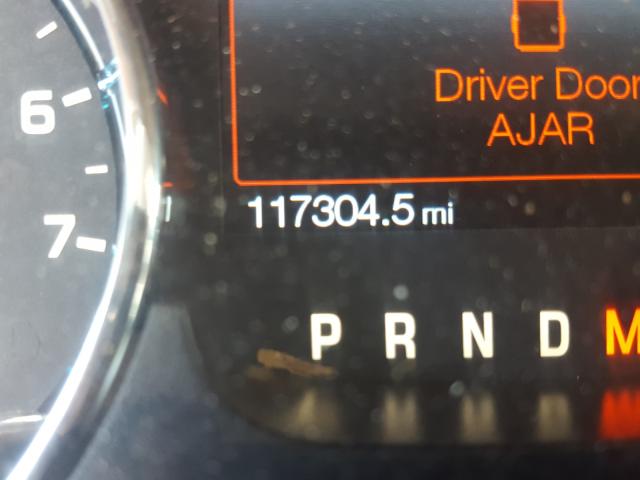 6
7
Driver Door
AJAR
117304.5 mi
P R N D M